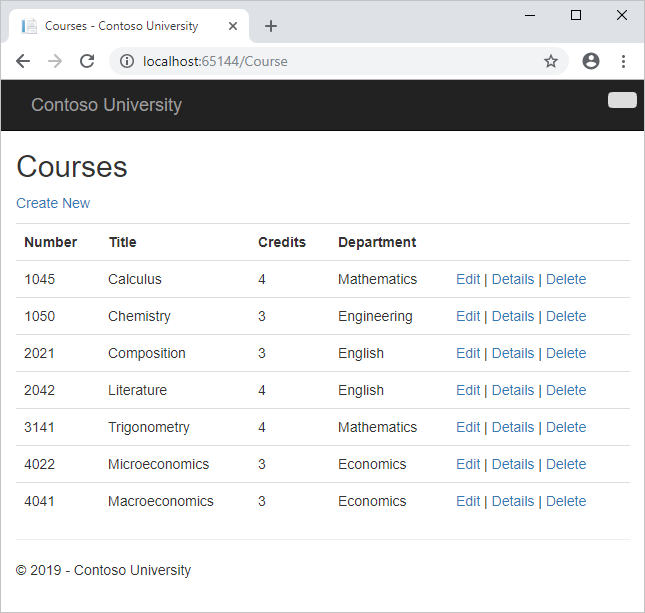 Courses - Contoso University
localhost:65144/Course
Contoso University
Courses
Create New
Number Title Credits Department
1045 Calculus 4 Mathematics Edit | Details | Delete
1050 Chemistry 3 Engineering Edit | Details | Delete
2021 Composition 3 English Edit | Details | Delete
2042 Literature 4 English Edit | Details | Delete
3141 Trigonometry 4 Mathematics Edit | Details | Delete
4022 Microeconomics 3 Economics Edit | Details | Delete
4041 Macroeconomics 3 Economics Edit | Details | Delete
© 2019 - Contoso University